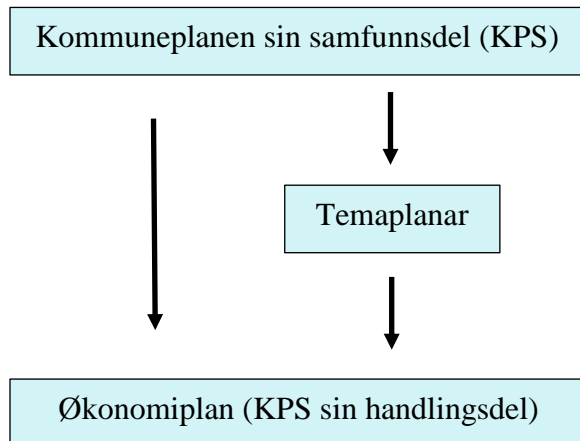 Kommuneplanen sin samfunnsdel (KPS)
Temaplanar
Økonomiplan (KPS sin handlingsdel)